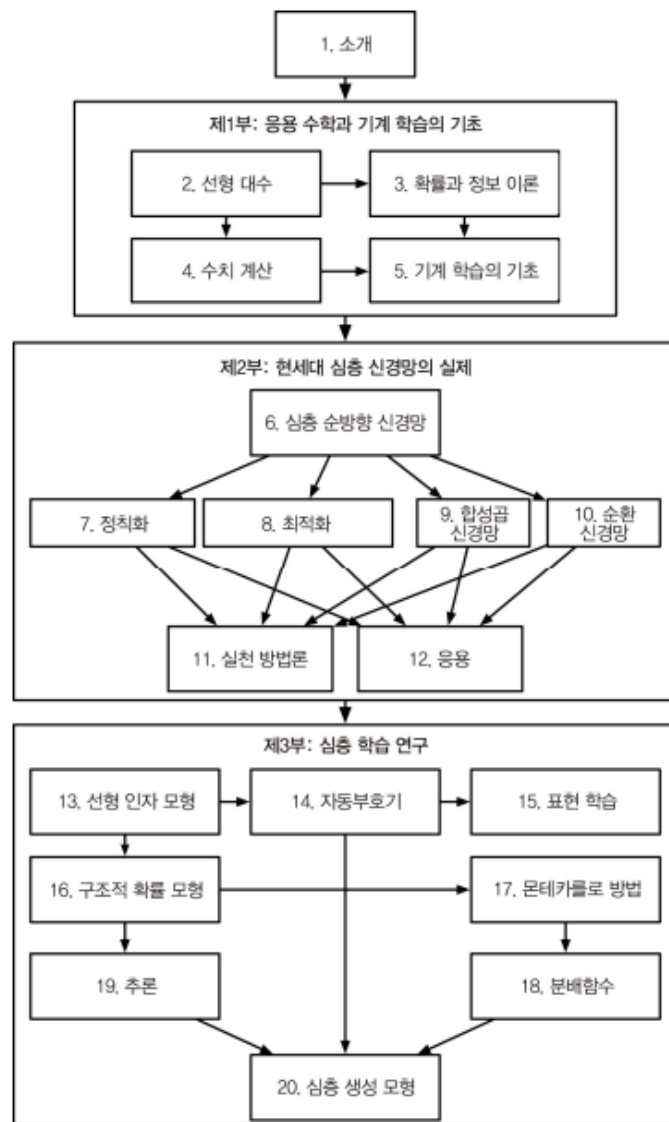 1. 소개
제1부: 응용 수학과 기계 학습의 기초
2. 선형 대수
3. 확률과 정보 이론
4. 수치 계산
5. 기계 학습의 기초
제2부: 현세대 심층 신경망의 실제
6. 심층 순방향 신경망
7. 정칙화
8. 최적화
9. 합성곱
신경망
10. 순환
신경망
11. 실천 방법론
12. 응용
제3부: 심층 학습 연구
13. 선형 인자 모형
14. 자동부호기
15. 표현 학습
16. 구조적 확률 모형
17. 몬테카를로 방법
19. 추론
18. 분배함수
20. 심층 생성 모형